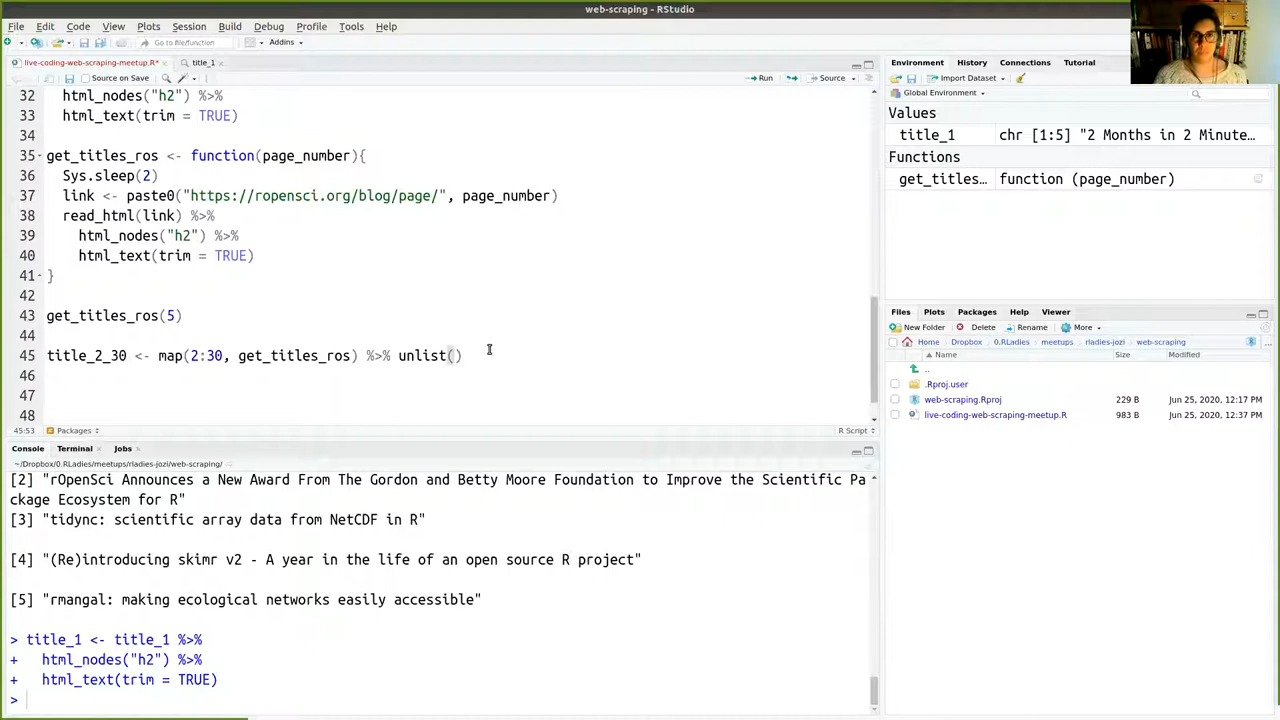 web-scraping - RStudio
File Edit Code View Plots Session Build Debug Profile Tools Help
Go to file/function Addins
live-coding-web-scraping-meetup.R* title_1
Source on Save Run Source
32 html_nodes("h2") %>%
33 html_text(trim = TRUE)
34
35 get_titles_ros <- function(page_number){
36 Sys.sleep(2)
37 link <- paste0("https://ropensci.org/blog/page/", page_number)
38 read_html(link) %>%
39 html_nodes("h2") %>%
40 html_text(trim = TRUE)
41 }
42
43 get_titles_ros(5)
44
45 title_2_30 <- map(2:30, get_titles_ros) %>% unlist()
46
47
48
45:53 Packages R Script
Console Terminal Jobs
~/Dropbox/0.RLadies/meetups/rladies-jozi/web-scraping/
[2] "rOpenSci Announces a New Award From The Gordon and Betty Moore Foundation to Improve the Scientific Pa
ckage Ecosystem for R"
[3] "tidync: scientific array data from NetCDF in R"
[4] "(Re)introducing skimr v2 - A year in the life of an open source R project"
[5] "rmangal: making ecological networks easily accessible"
> title_1 <- title_1 %>%
+ html_nodes("h2") %>%
+ html_text(trim = TRUE)
>
Environment History Connections Tutorial
Import Dataset
Global Environment
Values
title_1 chr [1:5] "2 Months in 2 Minute…
Functions
get_titles… function (page_number)
Files Plots Packages Help Viewer
New Folder Delete Rename More
Home Dropbox 0.RLadies meetups rladies-jozi web-scraping ...
Name Size Modified
..
.Rproj.user
web-scraping.Rproj 229 B Jun 25, 2020, 12:17 PM
live-coding-web-scraping-meetup.R 983 B Jun 25, 2020, 12:37 PM